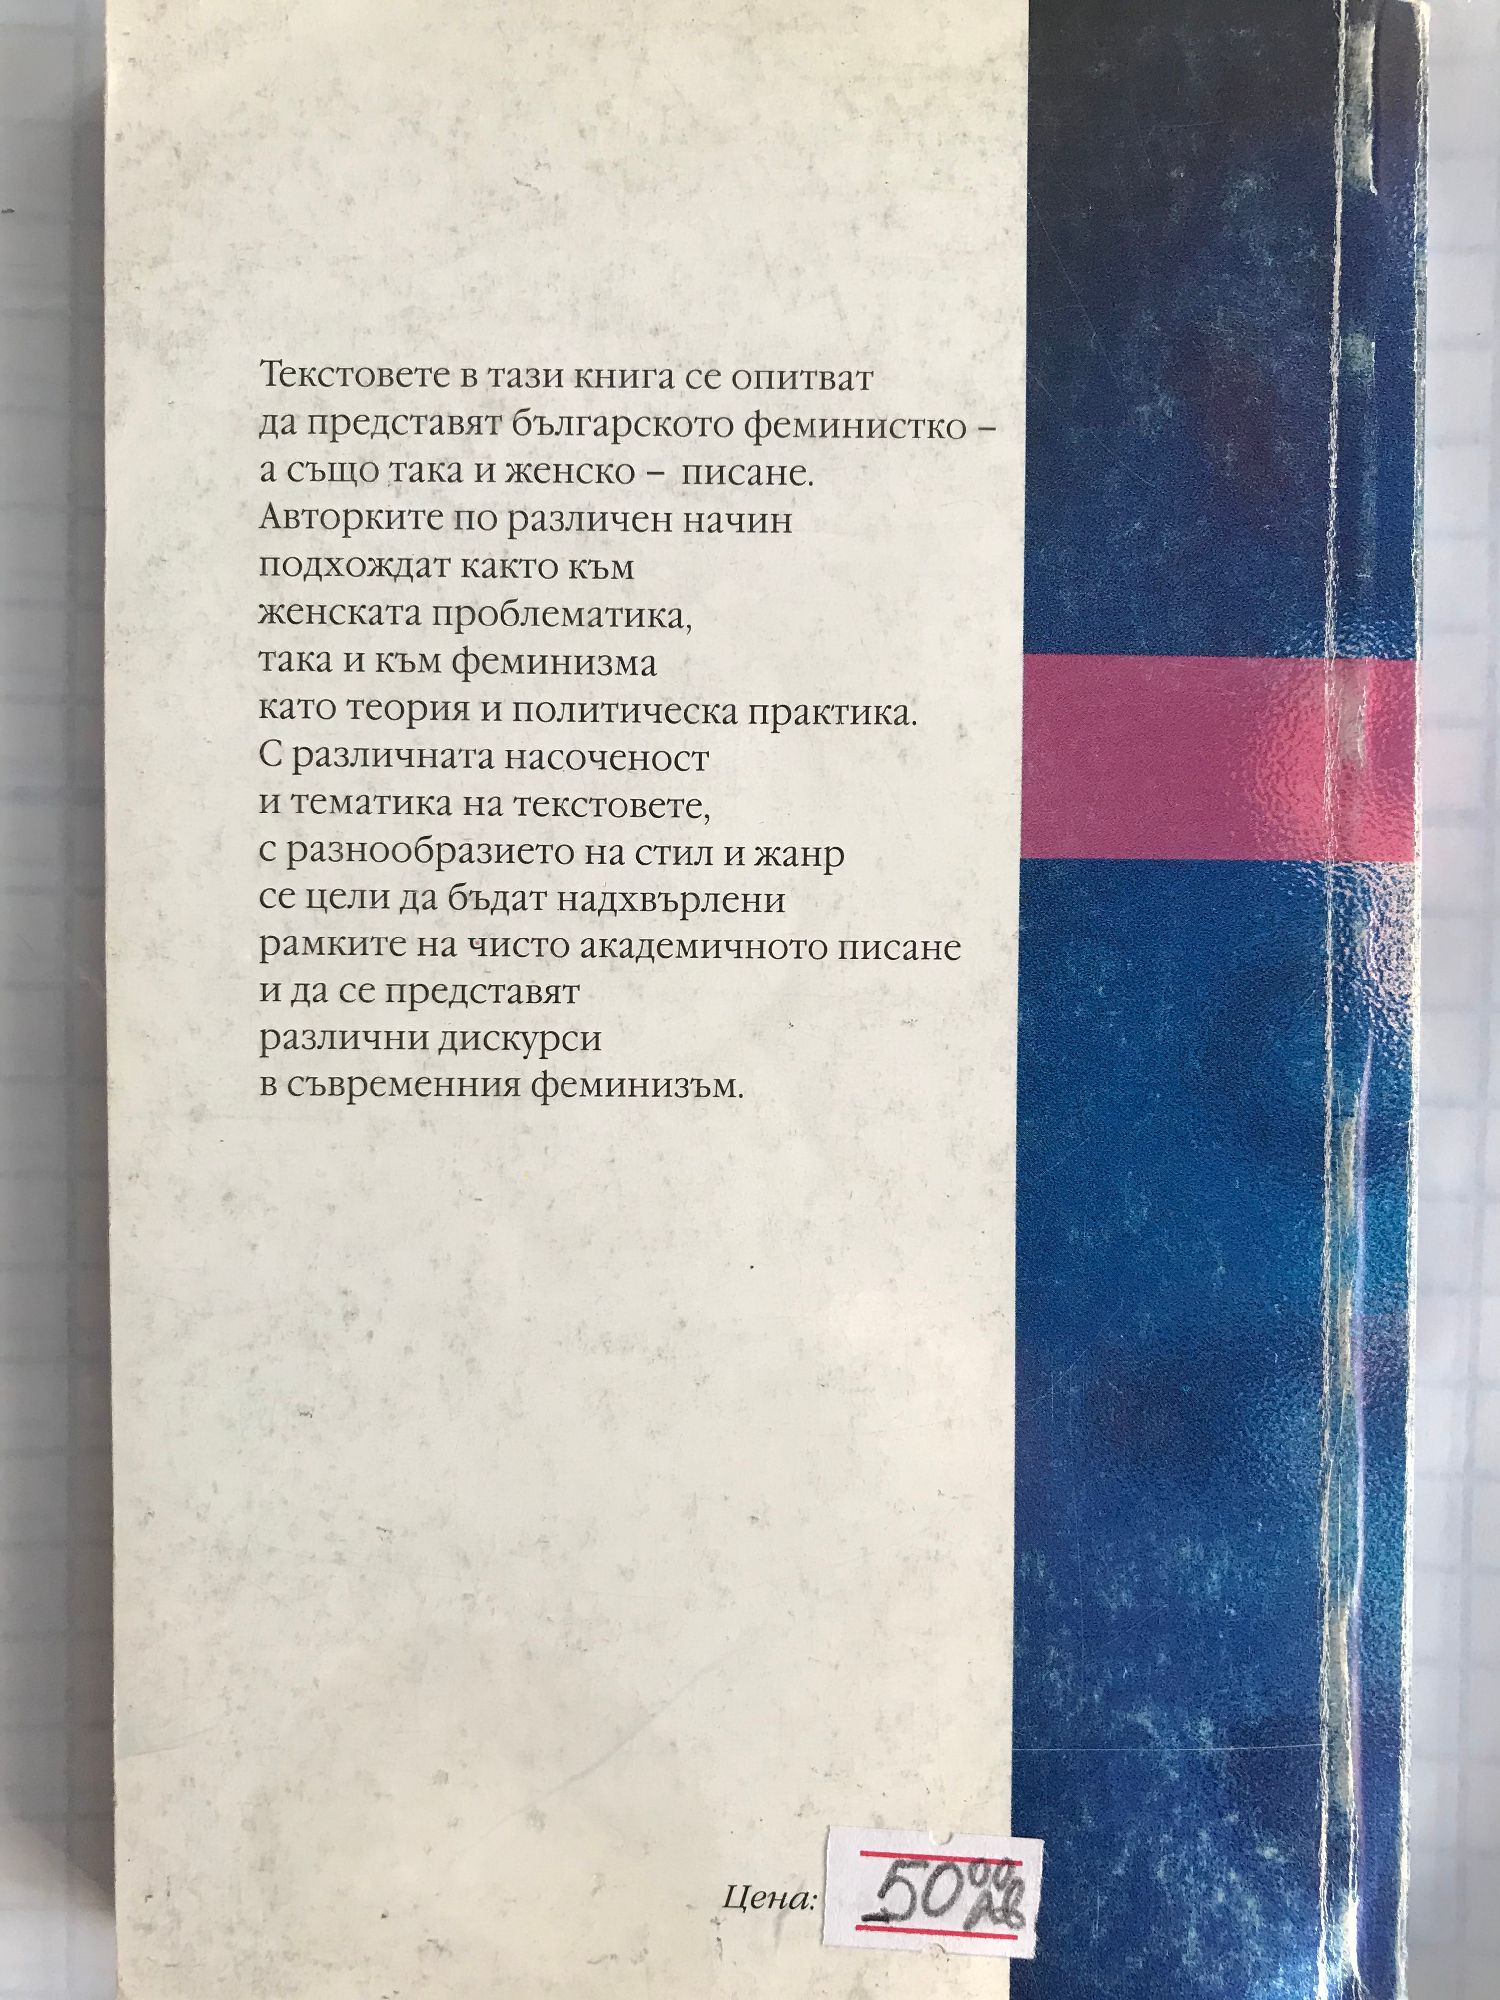 Текстовете в тази книга се опитват
да представят българското феминистко –
а също така и женско – писане.
Авторките по различен начин
подхождат както към
женската проблематика,
така и към феминизма
като теория и политическа практика.
С различната насоченост
и тематика на текстовете,
с разнообразието на стил и жанр
се цели да бъдат надхвърлени
рамките на чисто академичното писане
и да се представят
различни дискурси
в съвременния феминизъм.
Цена: 50 00 лв